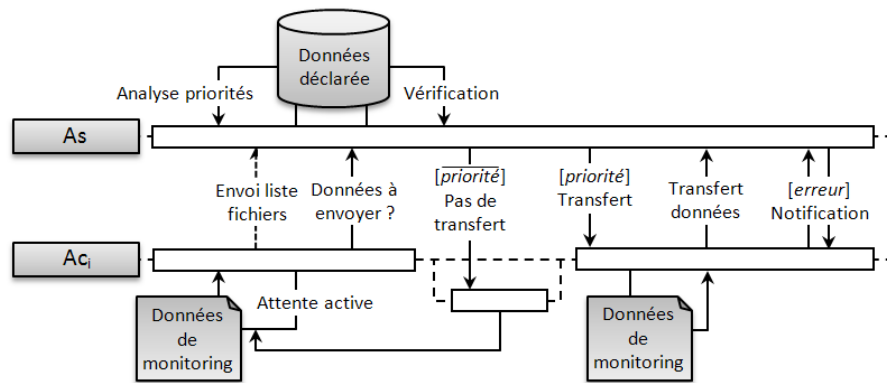 Données
déclarée
Analyse priorités
Vérification
As
Envoi liste
fichiers
Données à
envoyer ?
[priorité]
Pas de
transfert
[priorité]
Transfert
Transfert
données
[erreur]
Notification
Aci
Attente active
Données
de
monitoring
Données
de
monitoring